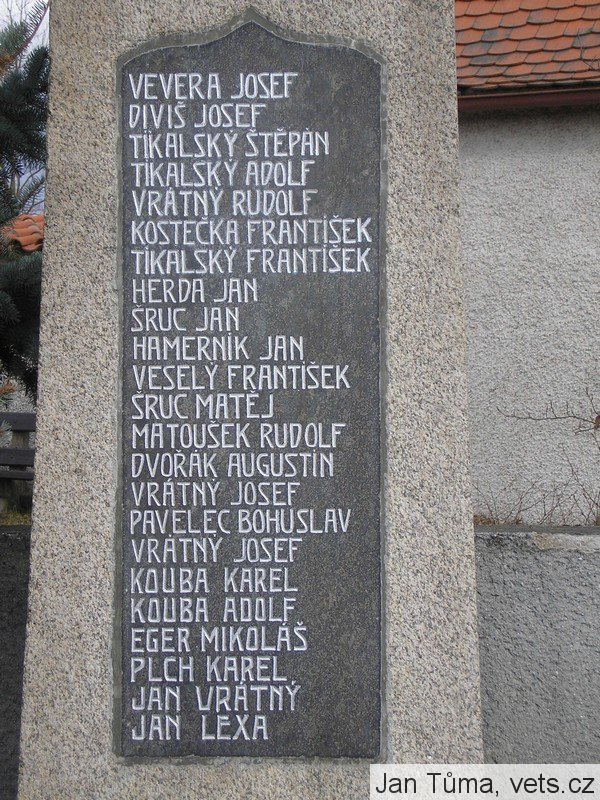 VEVERA JOSEF
DIVIŠ JOSEF
TIKALSKÝ ŠTĚPÁN
TIKALSKÝ ADOLF
VRÁTNÝ RUDOLF
KOSTEČKA FRANTIŠEK
TIKALSKÝ FRANTIŠEK
HERDA JAN
ŠRUC JAN
HAMERNÍK JAN
VESELÝ FRANTIŠEK
ŠRUC MATĚJ
MATOUŠEK RUDOLF
DVOŘÁK AUGUSTIN
VRÁTNÝ JOSEF
PAVELEC BOHUSLAV
VRÁTNÝ JOSEF
KOUBA KAREL
KOUBA ADOLF
EGER MIKOLÁŠ
PLCH KAREL
JAN VRÁTNÝ
JAN LĚXA
Jan Tůma, vets.cz